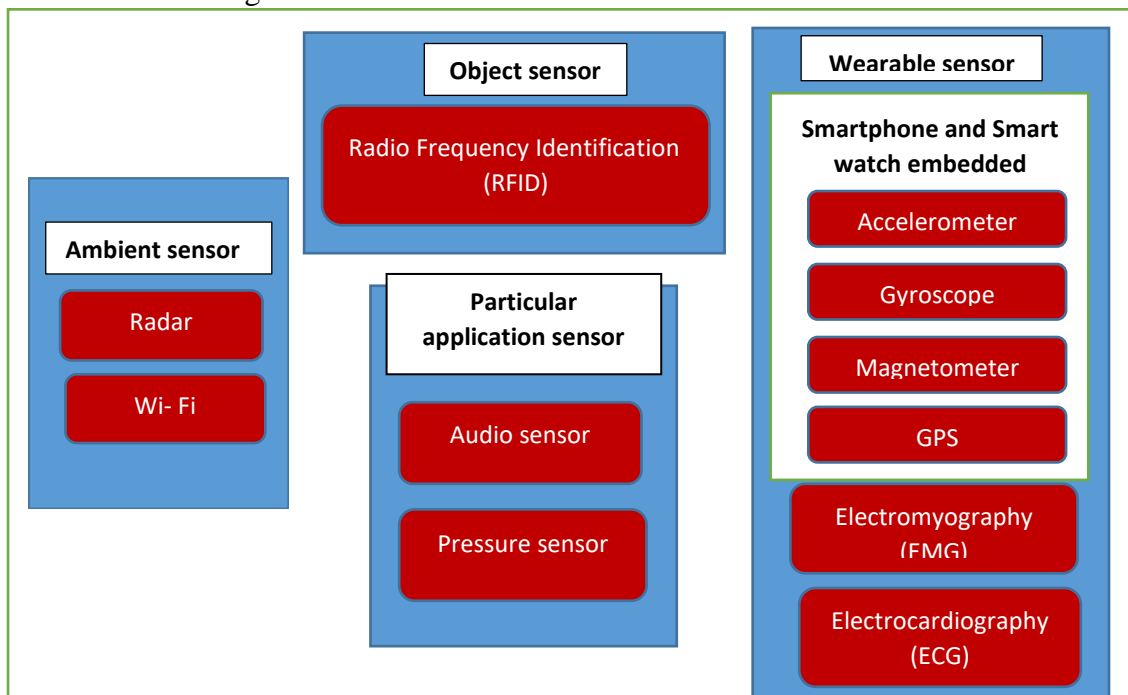 Object sensor
Radio Frequency Identification
(RFID)
Ambient sensor
Radar
Wi- Fi
Particular
application sensor
Audio sensor
Pressure sensor
Wearable sensor
Smartphone and Smart
watch embedded
Accelerometer
Gyroscope
Magnetometer
GPS
Electromyography
(EMG)
Electrocardiography
(ECG)